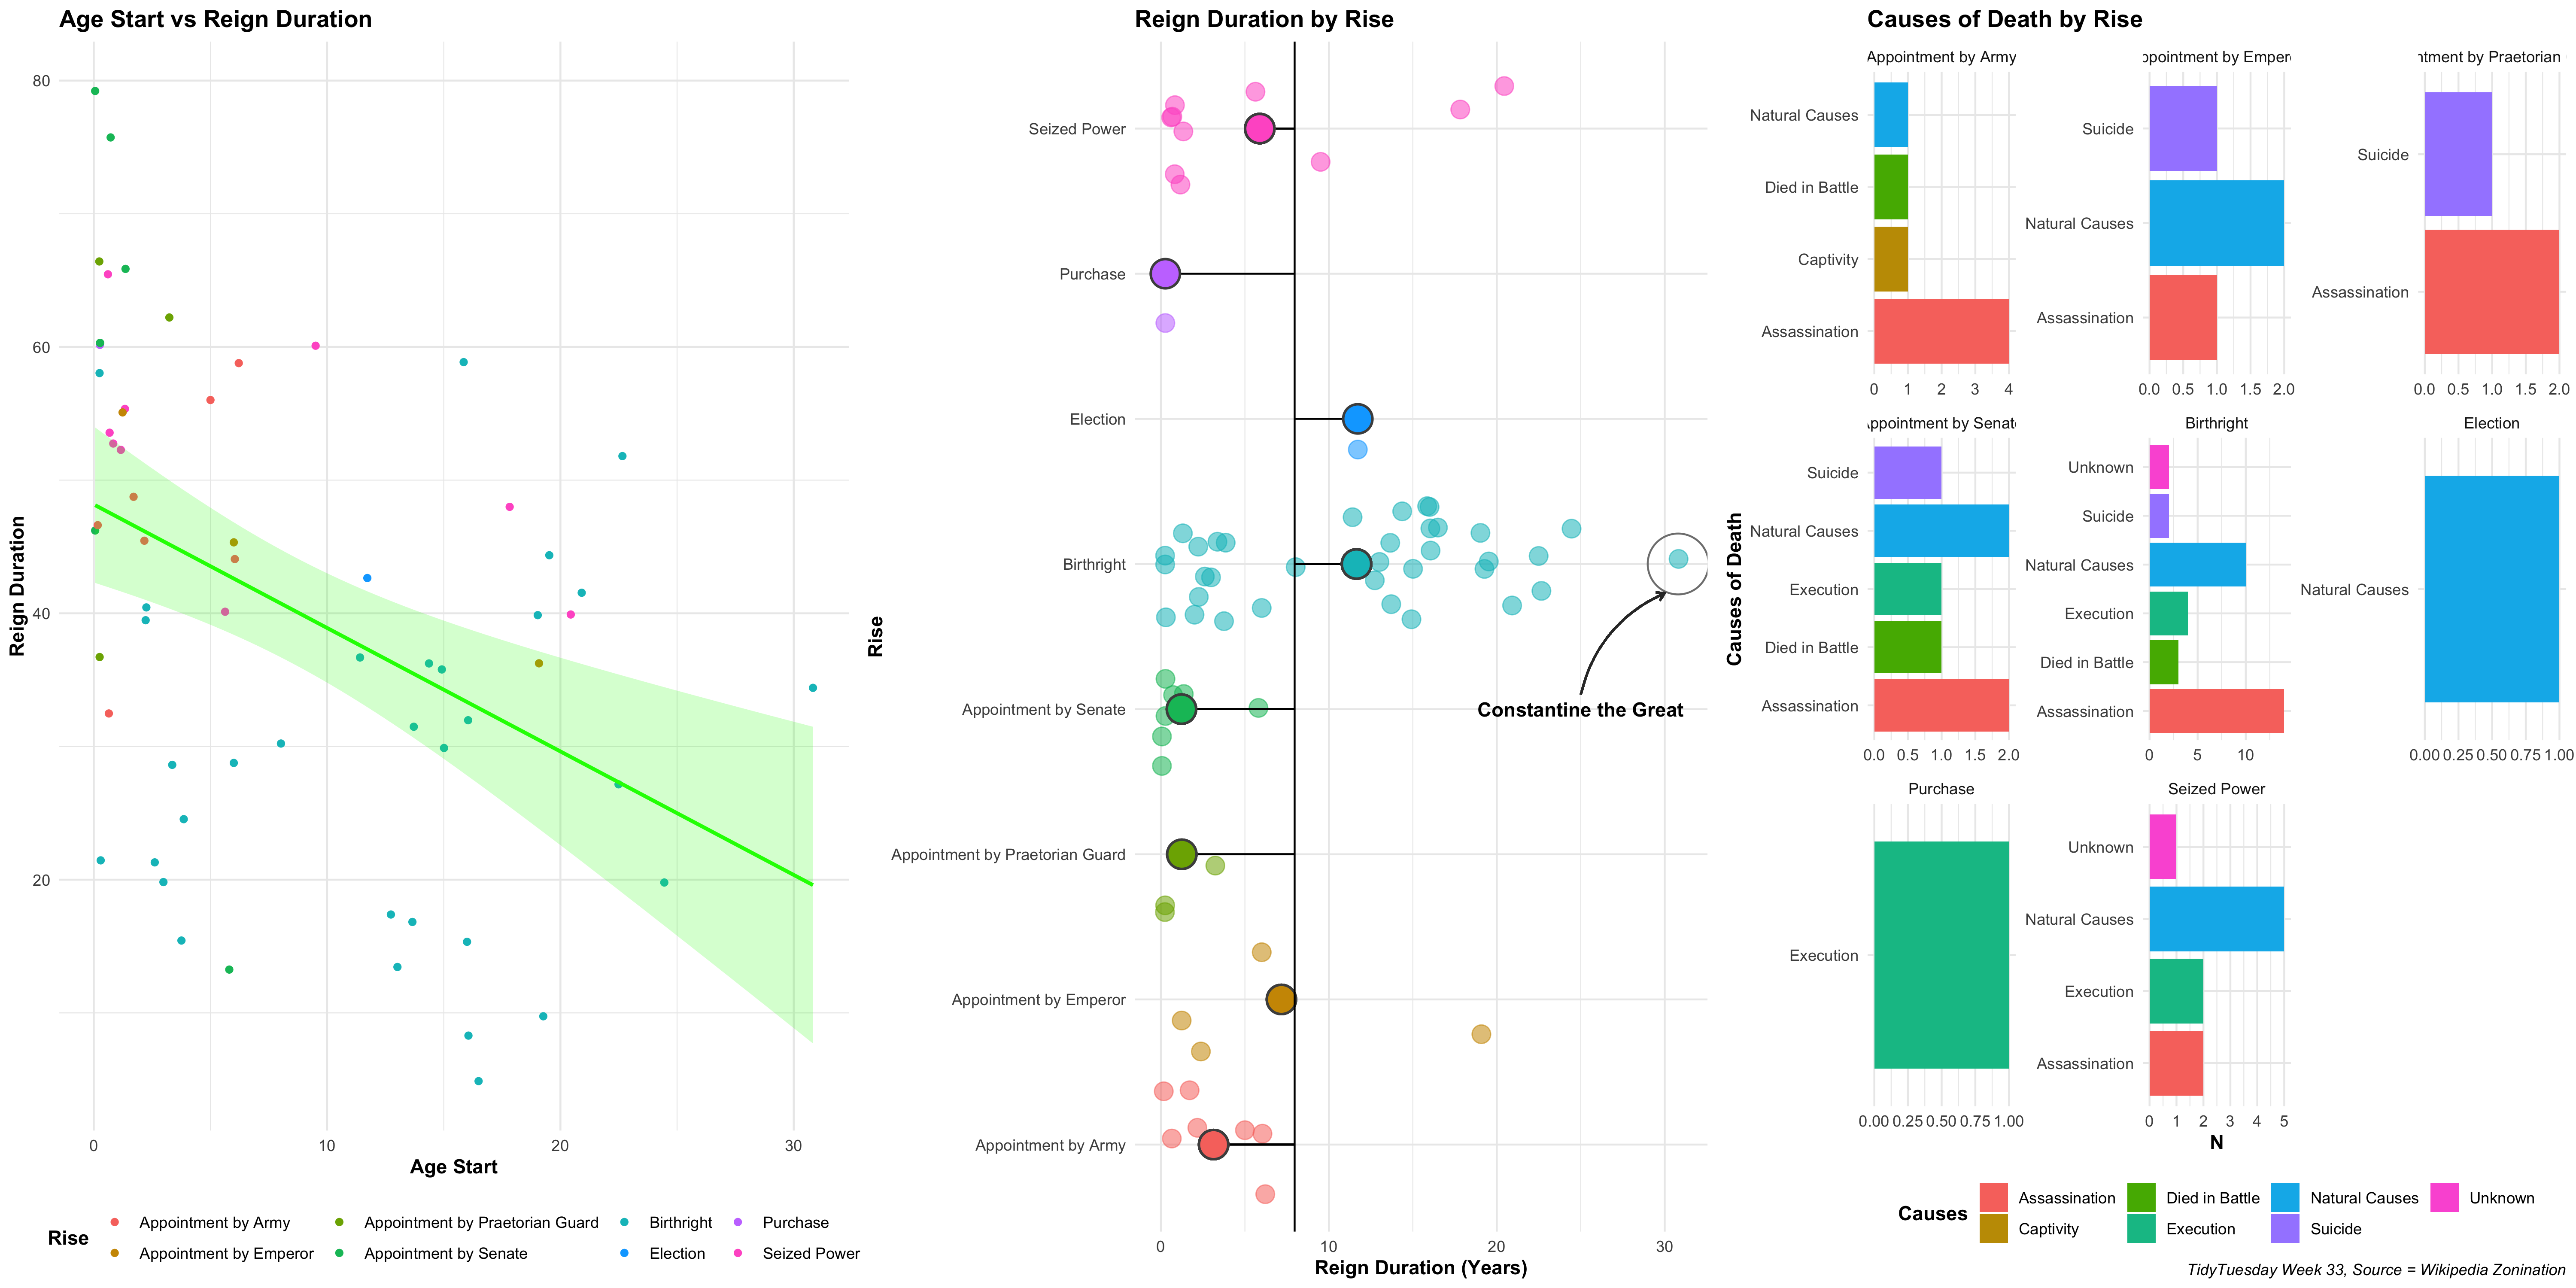 Age Start vs Reign Duration
80
60
40
20
Reign Duration
0 10 20 30
Age Start
Rise
Appointment by Army
Appointment by Emperor
Appointment by Praetorian Guard
Appointment by Senate
Birthright
Election
Purchase
Seized Power
Reign Duration by Rise
Rise
Seized Power
Purchase
Election
Birthright
Appointment by Senate
Appointment by Praetorian Guard
Appointment by Emperor
Appointment by Army
Constantine the Great
0 10 20 30
Reign Duration (Years)
Causes of Death by Rise
Causes of Death
Appointment by Army
Natural Causes
Died in Battle
Captivity
Assassination
0 1 2 3 4
ppointment by Empero
Suicide
Natural Causes
Assassination
0.0 0.5 1.0 1.5 2.0
ntment by Praetorian
Suicide
Assassination
0.0 0.5 1.0 1.5 2.0
ppointment by Senat
Suicide
Natural Causes
Execution
Died in Battle
Assassination
0.0 0.5 1.0 1.5 2.0
Birthright
Unknown
Suicide
Natural Causes
Execution
Died in Battle
Assassination
0 5 10
Election
Natural Causes
0.00 0.25 0.50 0.75 1.00
Purchase
Execution
0.00 0.25 0.50 0.75 1.00
Seized Power
Unknown
Natural Causes
Execution
Assassination
0 1 2 3 4 5
N
Causes
Assassination
Captivity
Died in Battle
Execution
Natural Causes
Suicide
Unknown
TidyTuesday Week 33, Source = Wikipedia Zonination